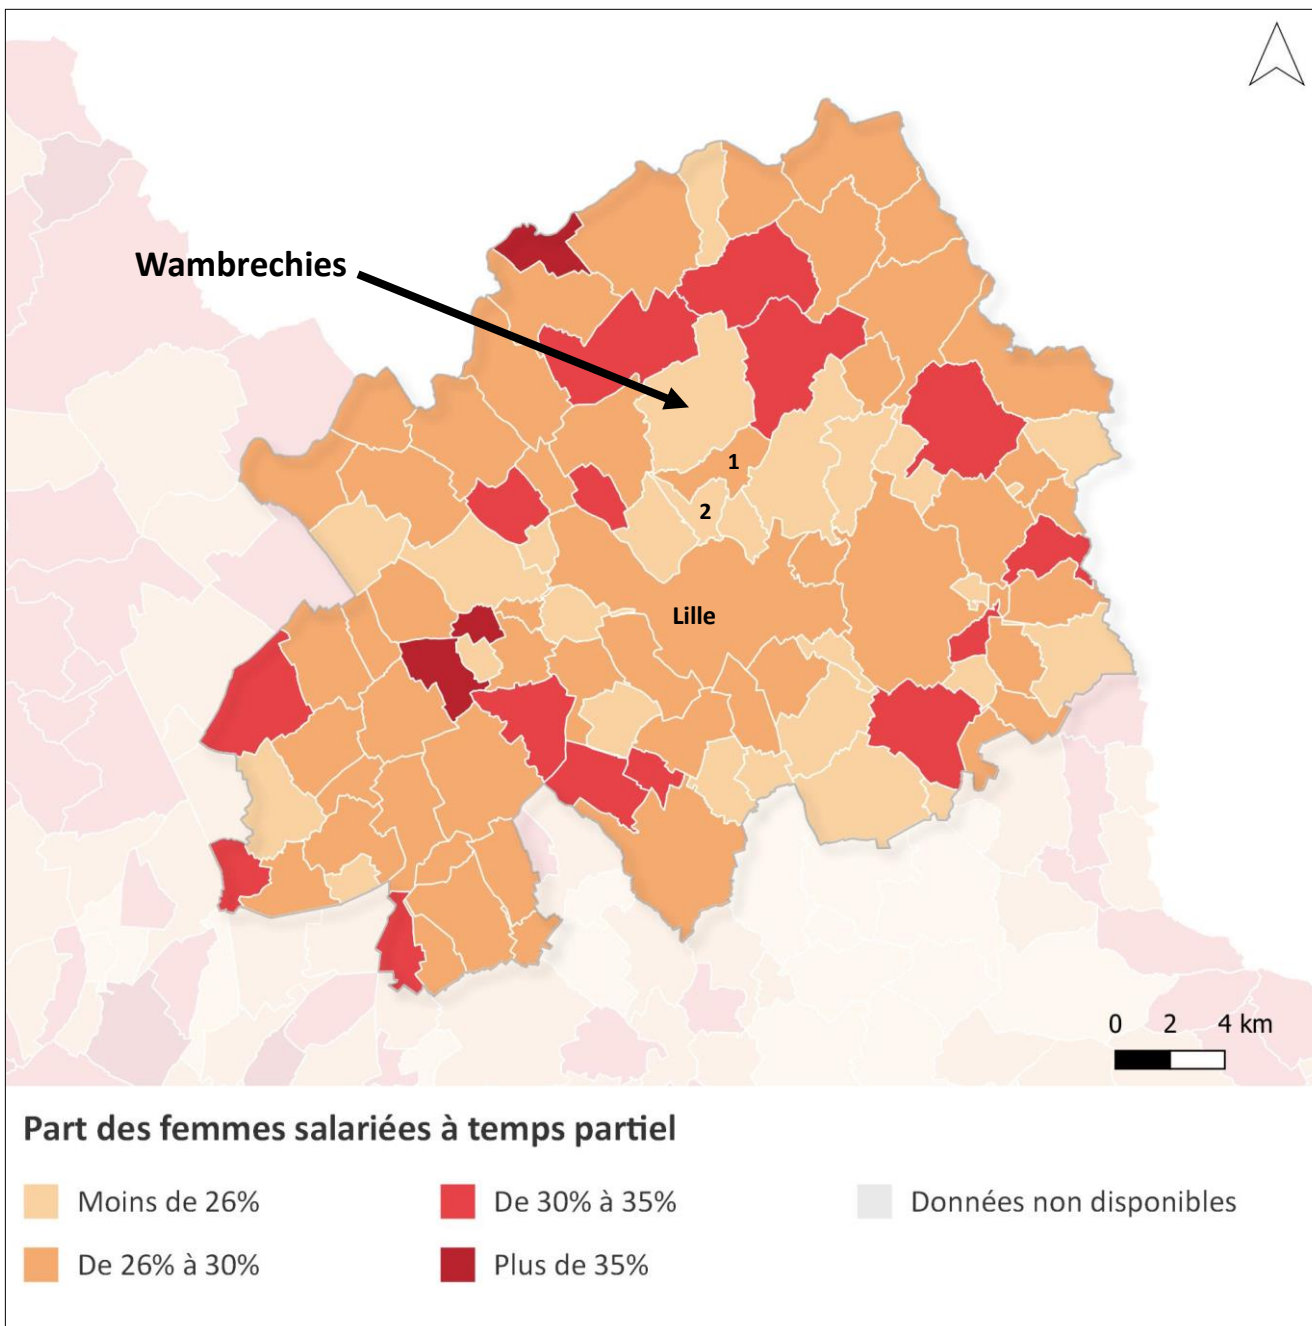 Wambrechies
1
2
Lille
0 2 4 km
Part des femmes salariées à temps partiel
Moins de 26% De 30% à 35% Données non disponibles
De 26% à 30% Plus de 35%